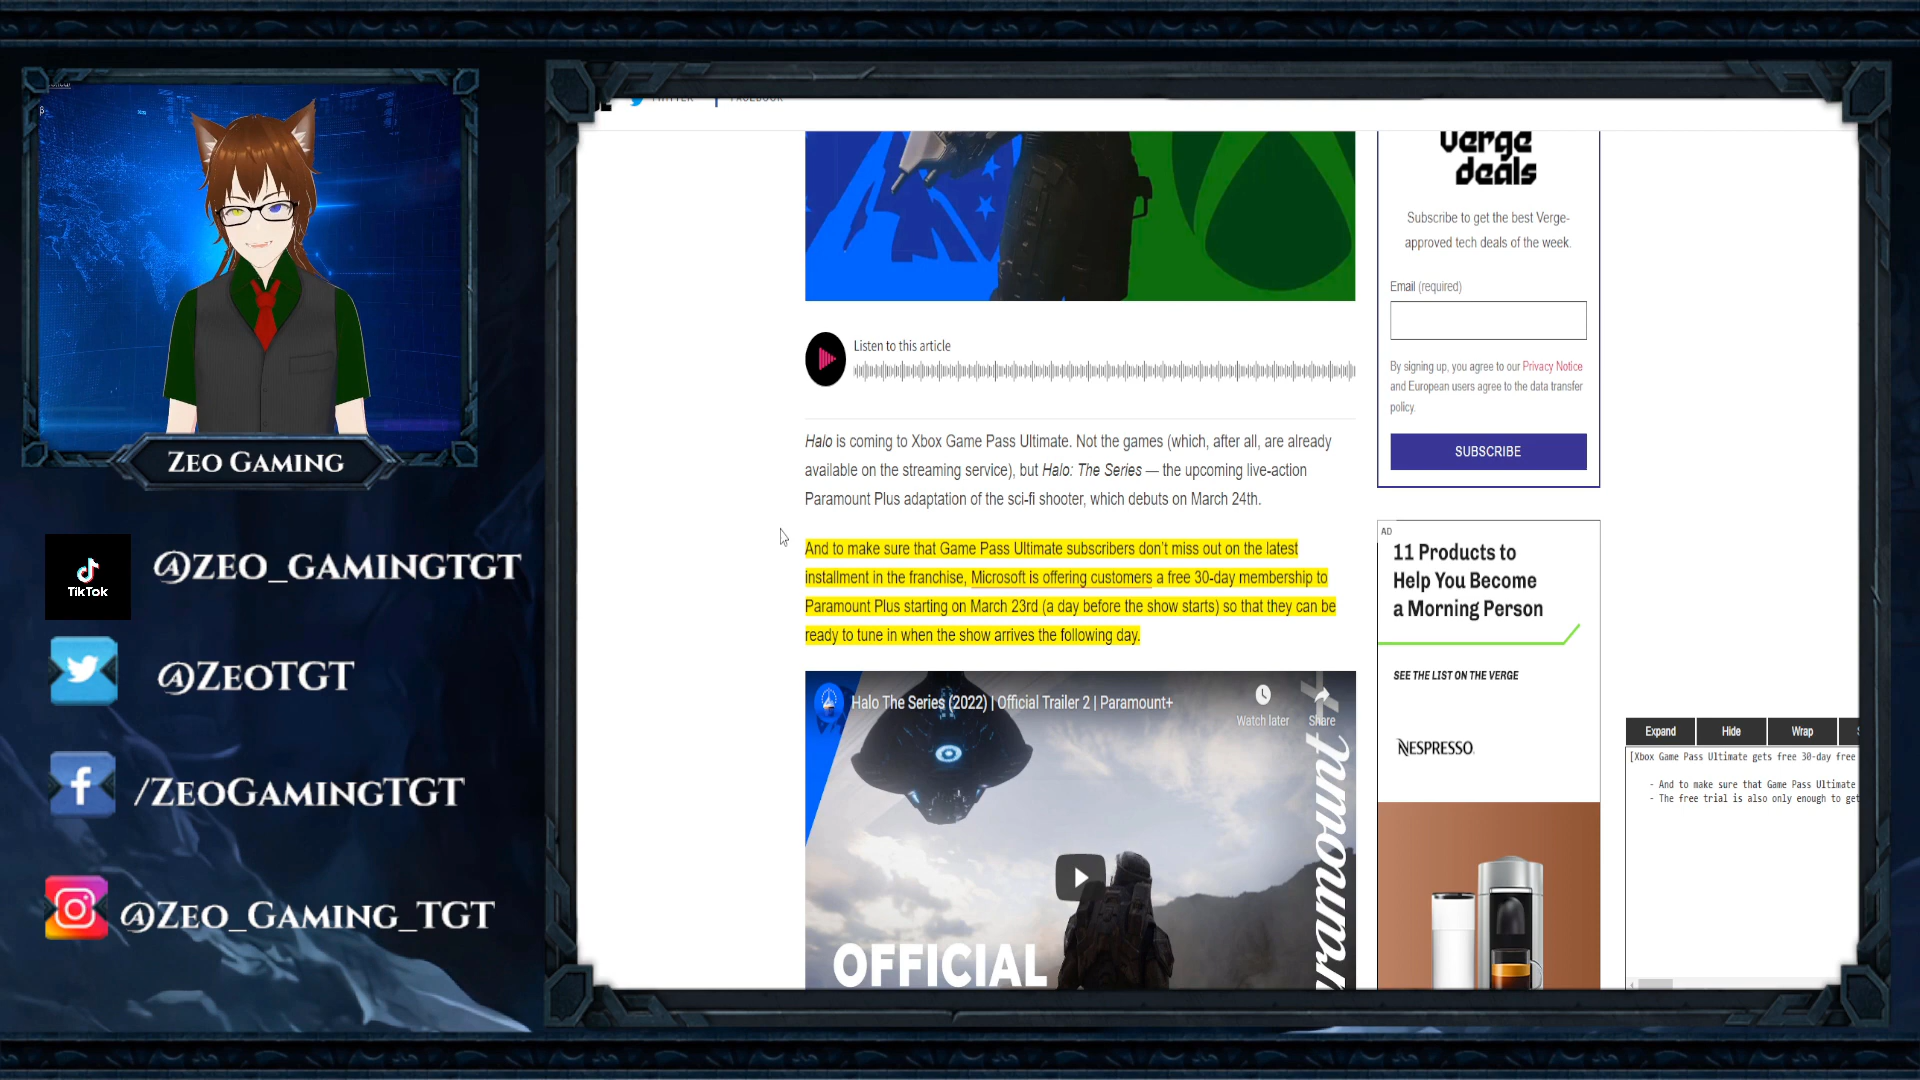 ZEO GAMING
TikTok
@ZEO_GAMINGTGT
@ZEOTGT
/ZEOGAMINGTGT
@ZEO_GAMING_TGT
TWITTER
FACEBOOK
Listen to this article
Halo is coming to Xbox Game Pass Ultimate. Not the games (which, after all, are already
available on the streaming service), but Halo: The Series — the upcoming live-action
Paramount Plus adaptation of the sci-fi shooter, which debuts on March 24th.
And to make sure that Game Pass Ultimate subscribers don't miss out on the latest
installment in the franchise, Microsoft is offering customers a free 30-day membership to
Paramount Plus starting on March 23rd (a day before the show starts) so that they can be
ready to tune in when the show arrives the following day.
Halo The Series (2022) | Official Trailer 2 | Paramount+
Watch later
Share
OFFICIAL
Paramount+
Verge
deals
Subscribe to get the best Verge-
approved tech deals of the week.
Email (required)
By signing up, you agree to our Privacy Notice
and European users agree to the data transfer
policy.
SUBSCRIBE
AD
11 Products to
Help You Become
a Morning Person
SEE THE LIST ON THE VERGE
NESPRESSO
Expand
Hide
Wrap
[Xbox Game Pass Ultimate gets free 30-day free
- And to make sure that Game Pass Ultimate
- The free trial is also only enough to get